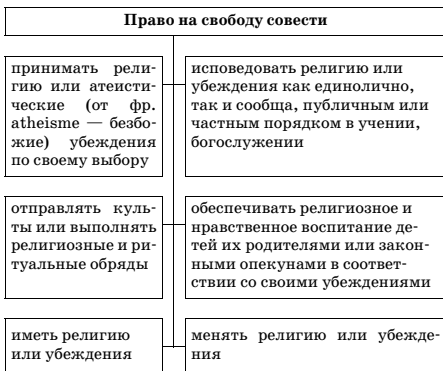 Право на свободу совести
принимать рели-
гию или атеисти-
ческие (от фр.
atheisme — безбо-
жие) убеждения
по своему выбору
исповедовать религию или
убеждения как единолично,
так и сообща, публичным или
частным порядком в учении,
богослужении
отправлять куль-
ты или выполнять
религиозные и ри-
туальные обряды
обеспечивать религиозное и
нравственное воспитание де-
тей их родителями или закон-
ными опекунами в соответ-
ствии со своими убеждениями
иметь религию
или убеждения
менять религию или убежде-
ния